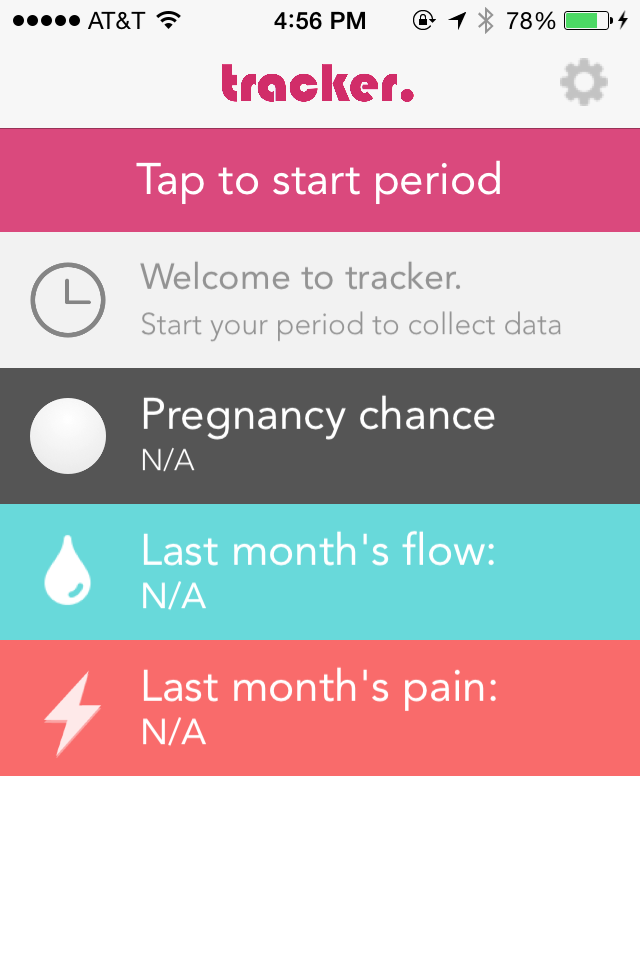 AT&T 4:56 PM 78%
tracker.
Tap to start period
Welcome to tracker.
Start your period to collect data
Pregnancy chance
N/A
Last month's flow:
N/A
Last month's pain:
N/A